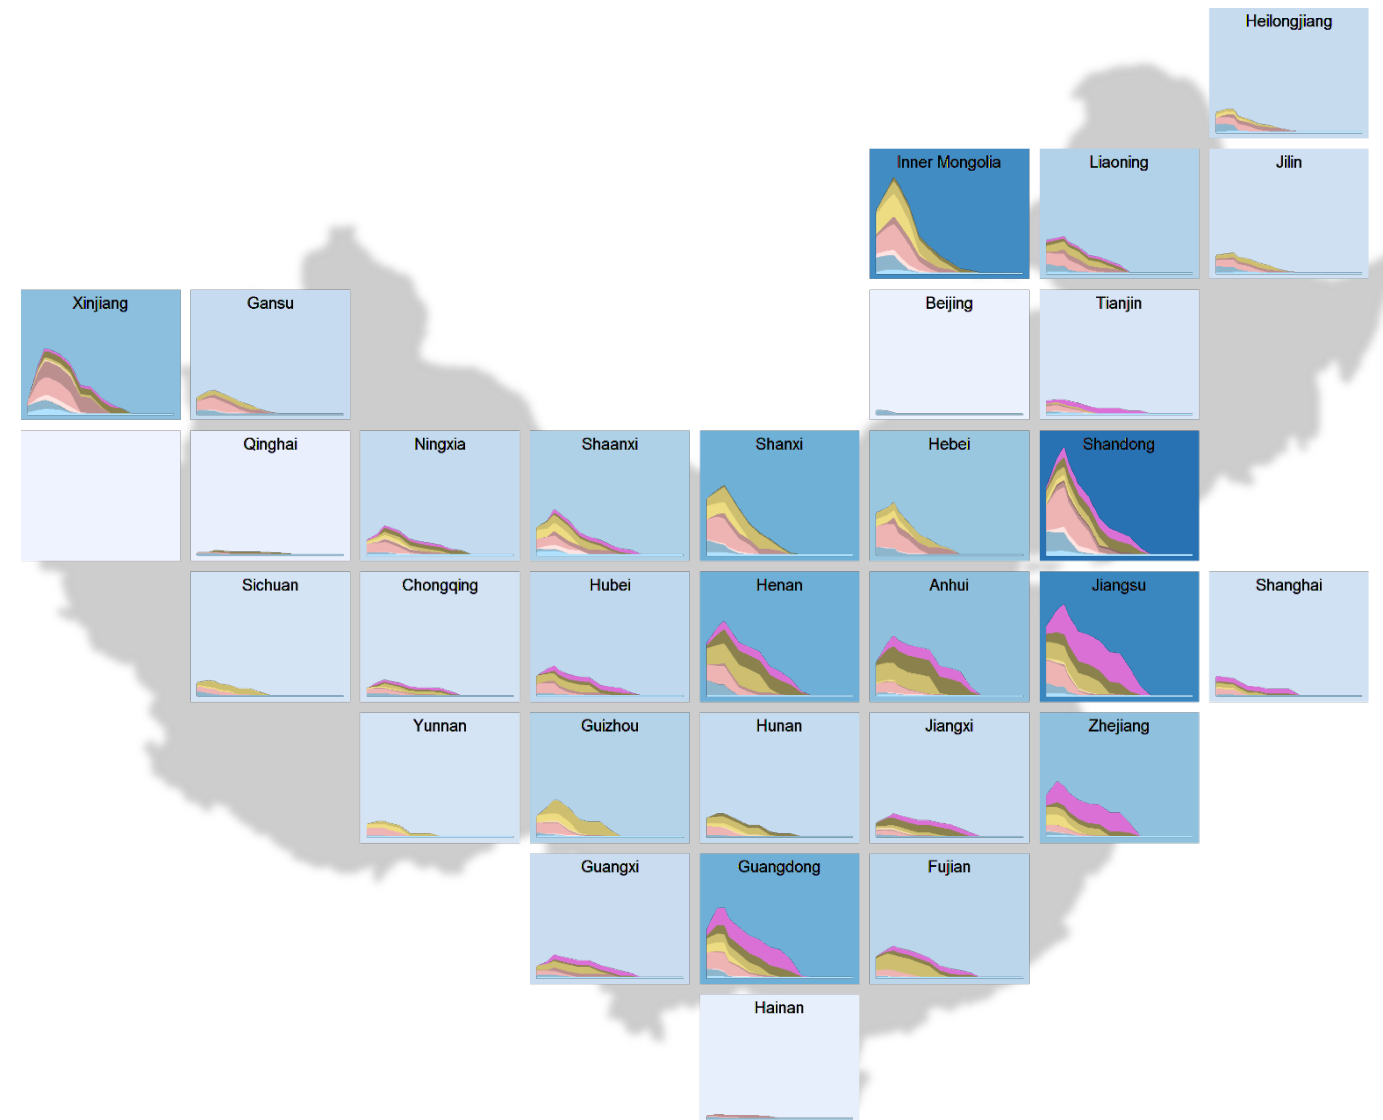 Heilongjiang
Inner Mongolia
Liaoning
Jilin
Xinjiang
Gansu
Beijing
Tianjin
Qinghai
Ningxia
Shaanxi
Shanxi
Hebei
Shandong
Sichuan
Chongqing
Hubei
Henan
Anhui
Jiangsu
Shanghai
Yunnan
Guizhou
Hunan
Jiangxi
Zhejiang
Guangxi
Guangdong
Fujian
Hainan